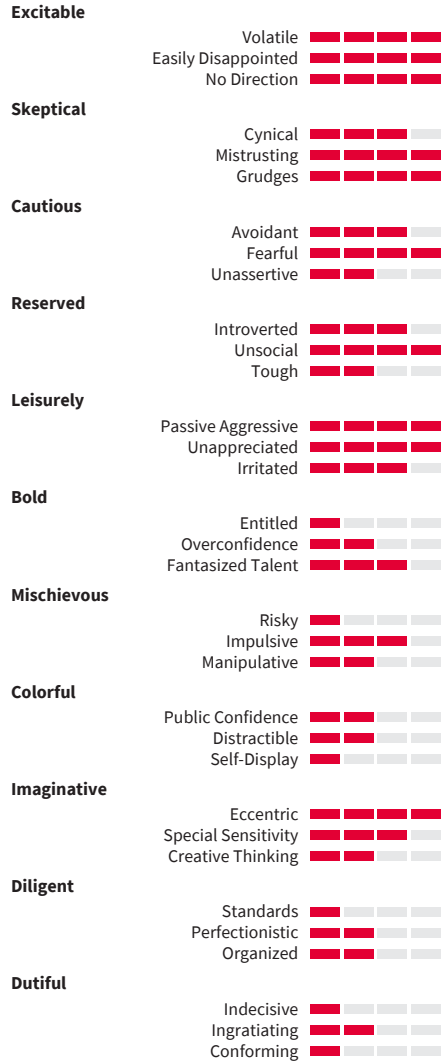 Excitable
Volatile
Easily Disappointed
No Direction
Skeptical
Cynical
Mistrusting
Grudges
Cautious
Avoidant
Fearful
Unassertive
Reserved
Introverted
Unsocial
Tough
Leisurely
Passive Aggressive
Unappreciated
Irritated
Bold
Entitled
Overconfidence
Fantasized Talent
Mischievous
Risky
Impulsive
Manipulative
Colorful
Public Confidence
Distractible
Self-Display
Imaginative
Eccentric
Special Sensitivity
Creative Thinking
Diligent
Standards
Perfectionistic
Organized
Dutiful
Indecisive
Ingratiating
Conforming